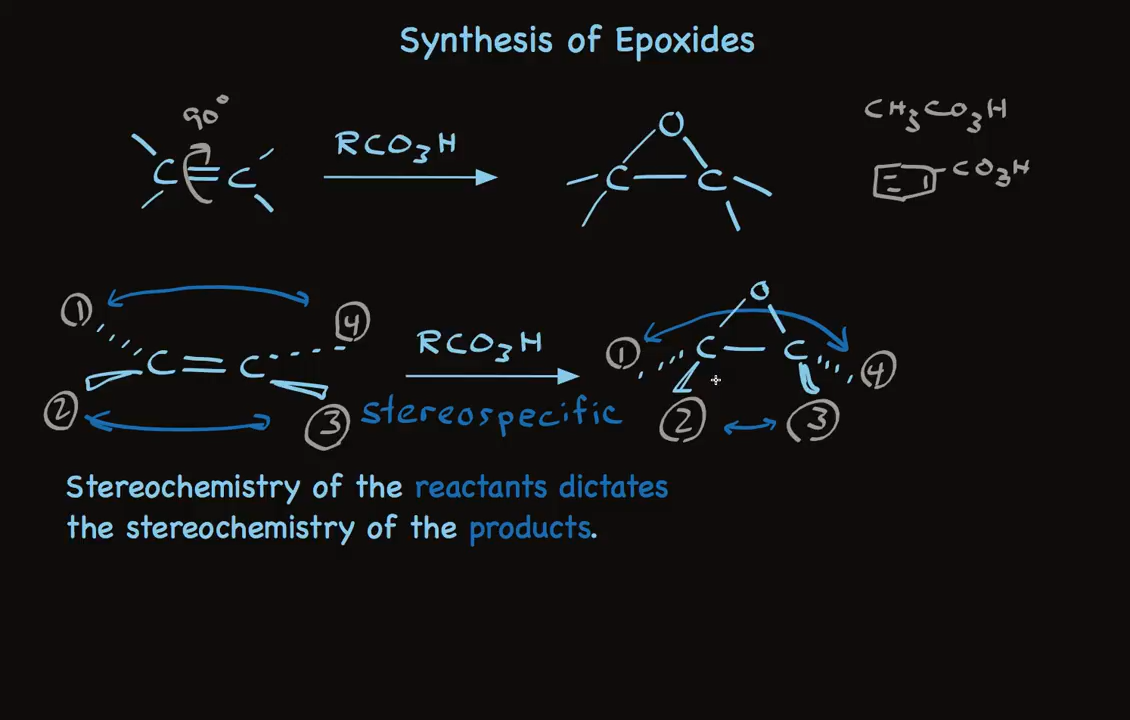 Synthesis of Epoxides
90°
C=C
RCO₃H
O
C—C
CH₃CO₃H
CO₃H
1 4
C=C
2 3
RCO₃H
stereospecific
O
1 C—C 4
2 3
Stereochemistry of the reactants dictates
the stereochemistry of the products.